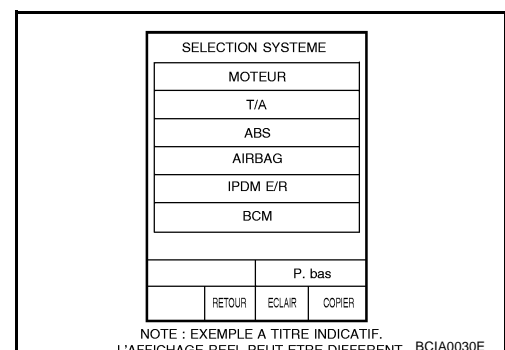 SELECTION SYSTEME
MOTEUR
T/A
ABS
AIRBAG
IPDM E/R
BCM
P. bas
RETOUR ECLAIR COPIER
NOTE : EXEMPLE A TITRE INDICATIF.
L'AFFICHAGE REEL PEUT ETRE DIFFERENT. BCIA0030E